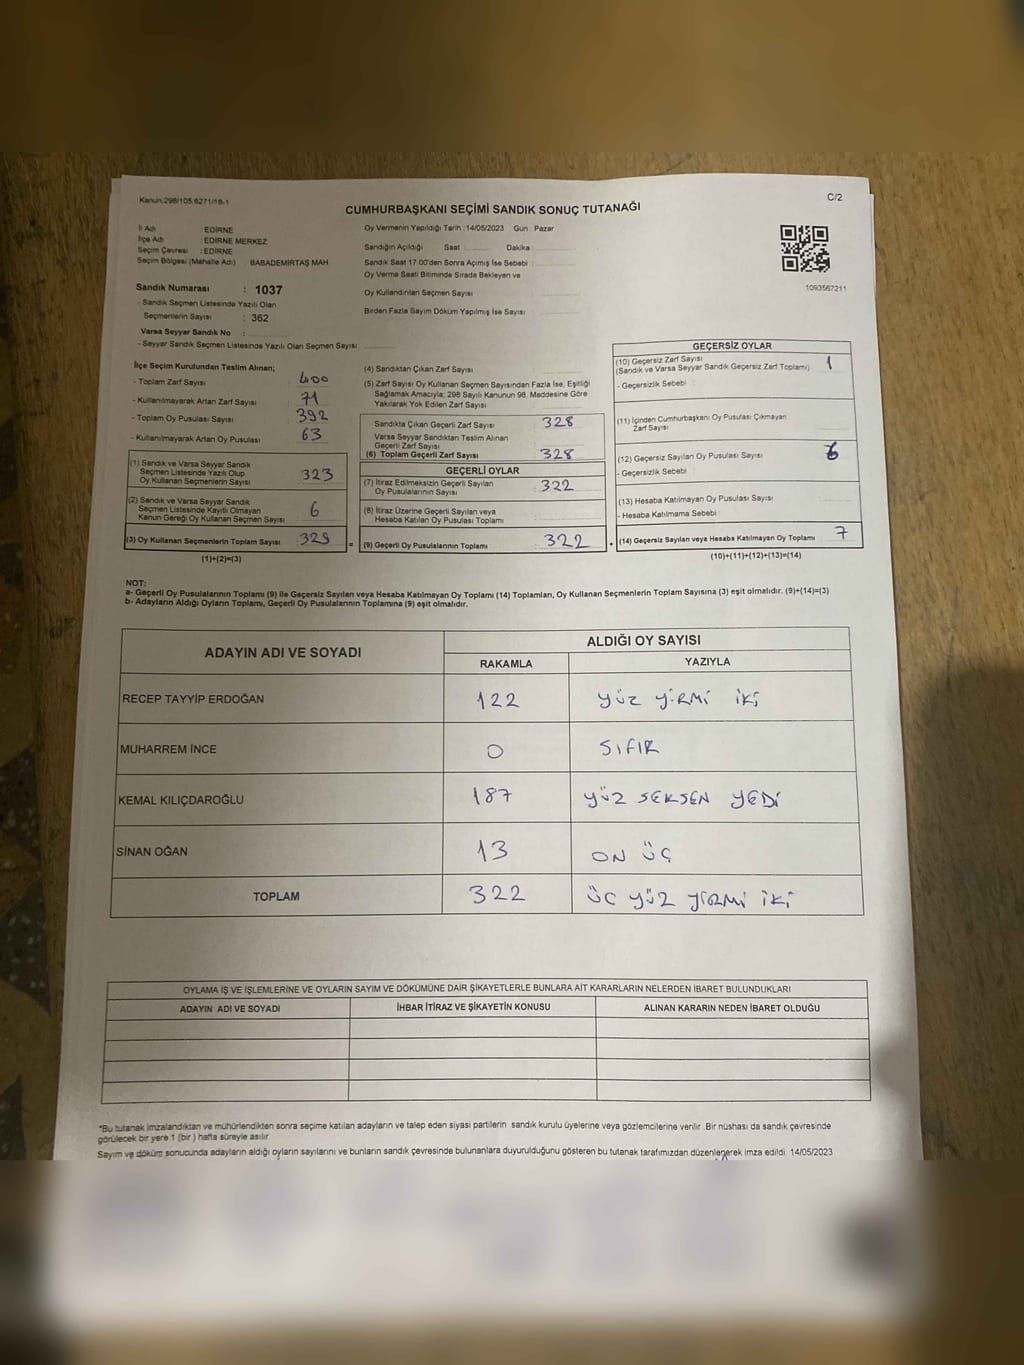 Kanun.298/105.6271/18-1
C/2
CUMHURBAŞKANI SEÇİMİ SANDIK SONUÇ TUTANAĞI
İl Adı : EDİRNE
İlçe Adı : EDİRNE MERKEZ
Seçim Çevresi : EDİRNE
Seçim Bölgesi (Mahalle Adı) : BABADEMİRTAŞ MAH.
Sandık Numarası : 1037
- Sandık Seçmen Listesinde Yazılı Olan
Seçmenlerin Sayısı : 362
Varsa Seyyar Sandık No :
- Seyyar Sandık Seçmen Listesinde Yazılı Olan Seçmen Sayısı:
Oy Vermenin Yapıldığı Tarih :14/05/2023 Gün : Pazar
Sandığın Açıldığı Saat Dakika
Sandık Saat 17:00'den Sonra Açımış İse Sebebi
Oy Verme Saati Bitiminde Sırada Bekleyen ve
Oy Kullandırılan Seçmen Sayısı
Birden Fazla Sayım Döküm Yapılmış İse Sayısı
1093567211
İlçe Seçim Kurulundan Teslim Alınan;
- Toplam Zarf Sayısı 400
- Kullanılmayarak Artan Zarf Sayısı 71
- Toplam Oy Pusulası Sayısı 392
- Kullanılmayarak Artan Oy Pusulası 63
(1) Sandık ve Varsa Seyyar Sandık
Seçmen Listesinde Yazılı Olup
Oy Kullanan Seçmenlerin Sayısı 323
(2) Sandık ve Varsa Seyyar Sandık
Seçmen Listesinde Kayıtlı Olmayan
Kanun Gereği Oy Kullanan Seçmen Sayısı 6
(3) Oy Kullanan Seçmenlerin Toplam Sayısı 329
(1)+(2)=(3)
(4) Sandıktan Çıkan Zarf Sayısı
(5) Zarf Sayısı Oy Kullanan Seçmen Sayısından Fazla İse, Eşitliği
Sağlamak Amacıyla, 298 Sayılı Kanunun 98. Maddesine Göre
Yakılarak Yok Edilen Zarf Sayısı
Sandıkta Çıkan Geçerli Zarf Sayısı 328
Varsa Seyyar Sandıktan Teslim Alınan
Geçerli Zarf Sayısı
(6) Toplam Geçerli Zarf Sayısı 328
GEÇERLİ OYLAR
(7) İtiraz Edilmeksizin Geçerli Sayılan
Oy Pusulalarının Sayısı 322
(8) İtiraz Üzerine Geçerli Sayılan veya
Hesaba Katılan Oy Pusulası Toplamı
= (9) Geçerli Oy Pusulalarının Toplamı 322
GEÇERSİZ OYLAR
(10) Geçersiz Zarf Sayısı
(Sandık ve Varsa Seyyar Sandık Geçersiz Zarf Toplamı) 1
- Geçersizlik Sebebi
(11) İçinden Cumhurbaşkanı Oy Pusulası Çıkmayan
Zarf Sayısı
(12) Geçersiz Sayılan Oy Pusulası Sayısı 6
- Geçersizlik Sebebi
(13) Hesaba Katılmayan Oy Pusulası Sayısı
- Hesaba Katılmama Sebebi
+ (14) Geçersiz Sayılan veya Hesaba Katılmayan Oy Toplamı 7
(10)+(11)+(12)+(13)=(14)
NOT:
a- Geçerli Oy Pusulalarının Toplamı (9) ile Geçersiz Sayılan veya Hesaba Katılmayan Oy Toplamı (14) Toplamları, Oy Kullanan Seçmenlerin Toplam Sayısına (3) eşit olmalıdır. (9)+(14)=(3)
b- Adayların Aldığı Oyların Toplamı, Geçerli Oy Pusulalarının Toplamına (9) eşit olmalıdır.
ADAYIN ADI VE SOYADI ALDIĞI OY SAYISI
RAKAMLA YAZIYLA
RECEP TAYYİP ERDOĞAN 122 YÜZ YİRMİ İKİ
MUHARREM İNCE 0 SIFIR
KEMAL KILIÇDAROĞLU 187 YÜZ SEKSEN YEDİ
SİNAN OĞAN 13 ON ÜÇ
TOPLAM 322 ÜÇ YÜZ YİRMİ İKİ
OYLAMA İŞ VE İŞLEMLERİNE VE OYLARIN SAYIM VE DÖKÜMÜNE DAİR ŞİKAYETLERLE BUNLARA AİT KARARLARIN NELERDEN İBARET BULUNDUKLARI
ADAYIN ADI VE SOYADI İHBAR İTİRAZ VE ŞİKAYETİN KONUSU ALINAN KARARIN NEDEN İBARET OLDUĞU
*Bu tutanak imzalandıktan ve mühürlendikten sonra seçime katılan adayların ve talep eden siyasi partilerin sandık kurulu üyelerine veya gözlemcilerine verilir. Bir nüshası da sandık çevresinde
görülecek bir yere 1 (bir) hafta süreyle asılır
Sayım ve döküm sonucunda adayların aldığı oyların sayılarını ve bunların sandık çevresinde bulunanlara duyurulduğunu gösteren bu tutanak tarafımızdan düzenlenerek imza edildi. 14/05/2023